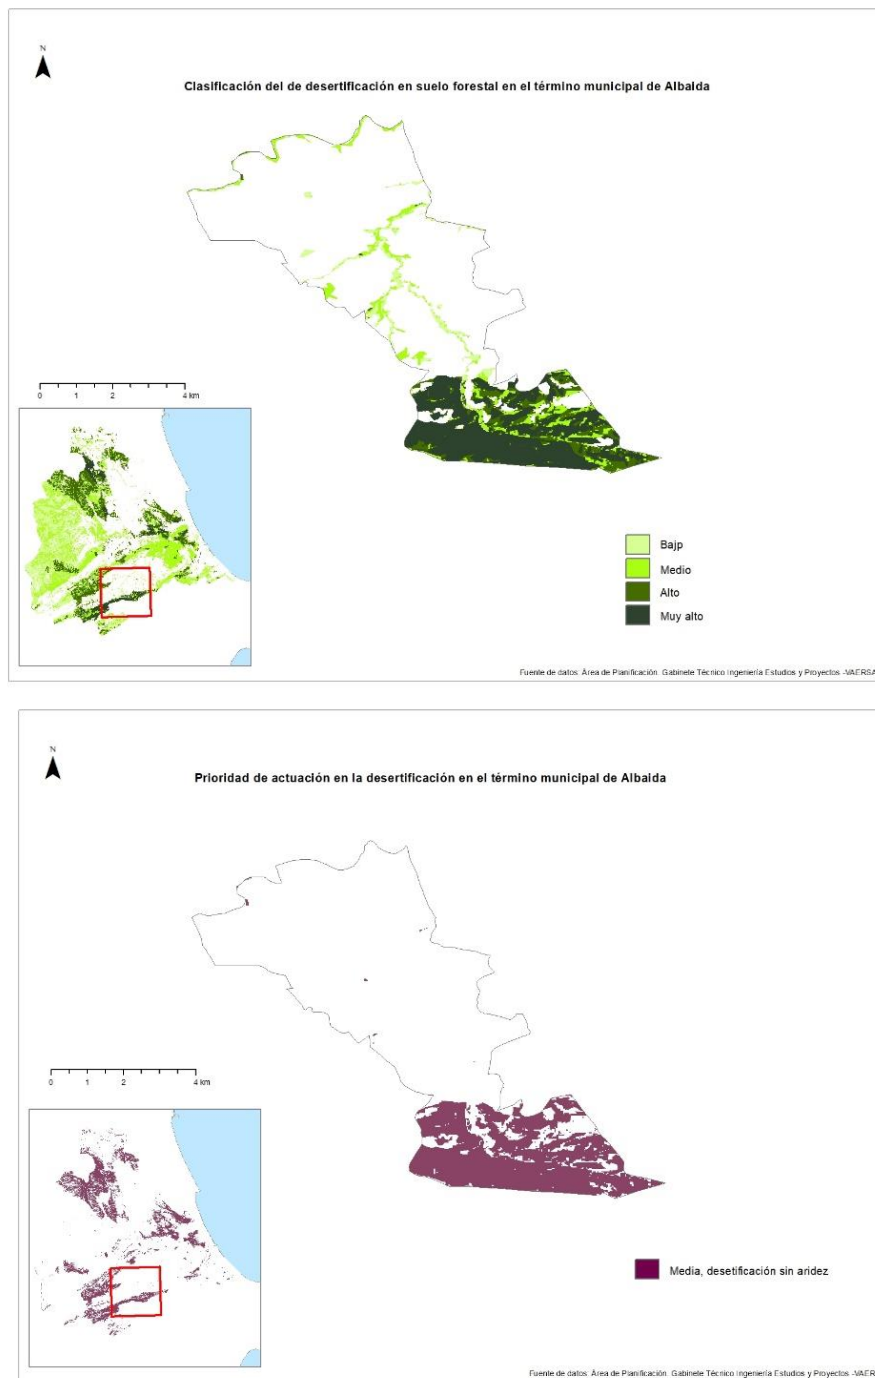 N
Clasificación del de desertificación en suelo forestal en el término municipal de Albaida
0 1 2 4 km
Bajp
Medio
Alto
Muy alto
Fuente de datos: Área de Planificación. Gabinete Técnico Ingeniería Estudios y Proyectos -VAERSA
N
Prioridad de actuación en la desertificación en el término municipal de Albaida
0 1 2 4 km
Media, desetificación sin aridez
Fuente de datos: Área de Planificación. Gabinete Técnico Ingeniería Estudios y Proyectos -VAER